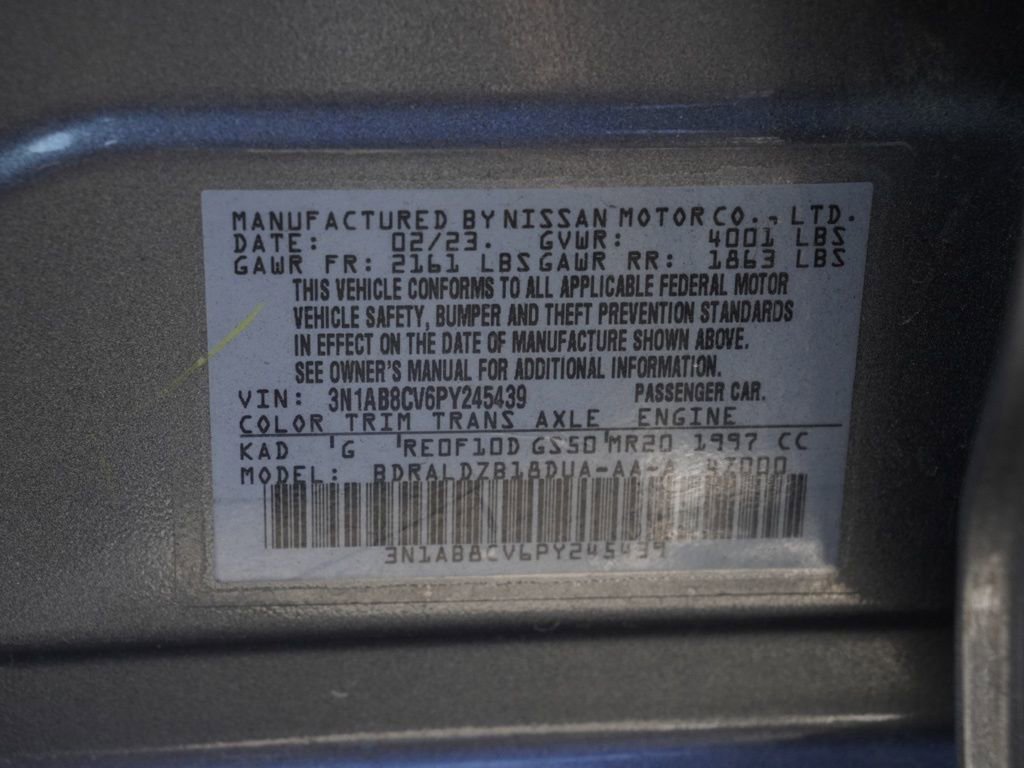 MANUFACTURED BY NISSAN MOTOR CO., LTD.
DATE: 02/23. GVWR: 4001 LBS
GAWR FR: 2161 LBS GAWR RR: 1863 LBS
THIS VEHICLE CONFORMS TO ALL APPLICABLE FEDERAL MOTOR
VEHICLE SAFETY, BUMPER AND THEFT PREVENTION STANDARDS
IN EFFECT ON THE DATE OF MANUFACTURE SHOWN ABOVE.
SEE OWNER'S MANUAL FOR ADDITIONAL INFORMATION.
VIN: 3N1AB8CV6PY245439 PASSENGER CAR.
COLOR TRIM TRANS AXLE ENGINE
KAD 'G 'RE0F10D GS50'MR20 1997 CC
MODEL: BDRALDZB18DUA-AA-A
3N1AB8CV6PY245439